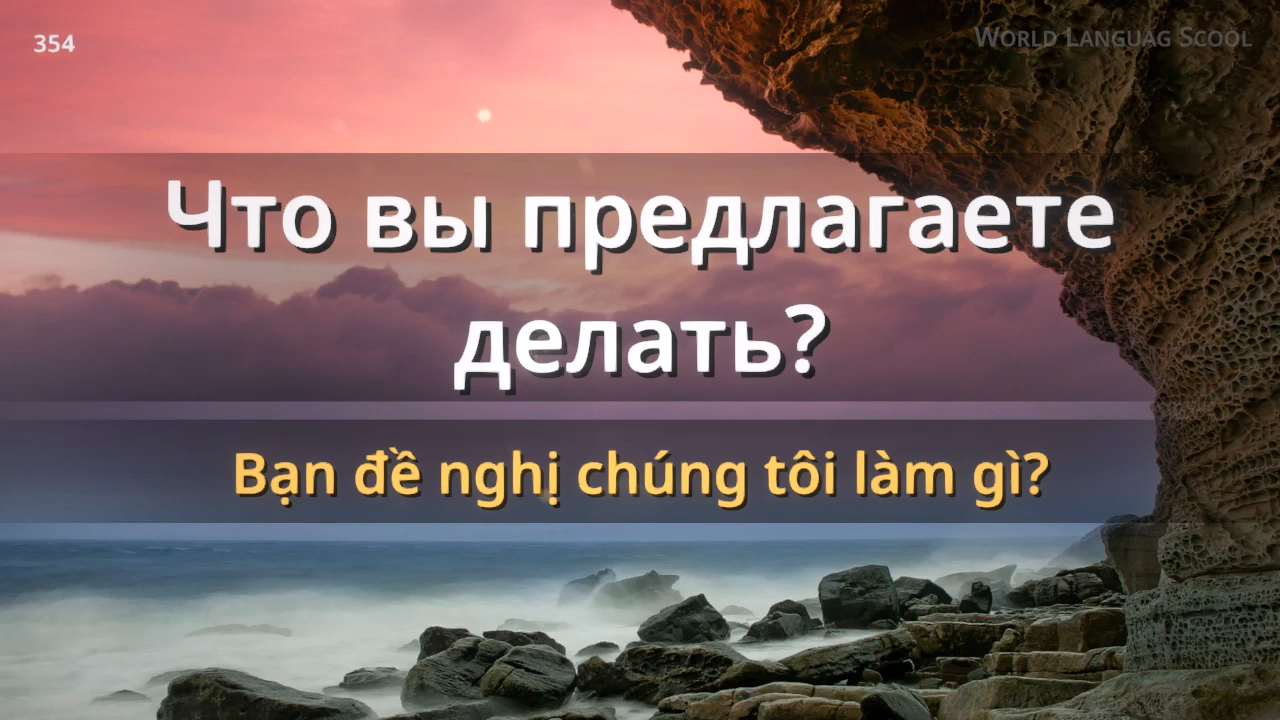 354
World Languag Scool
Что вы предлагаете
делать?
Bạn đề nghị chúng tôi làm gì?